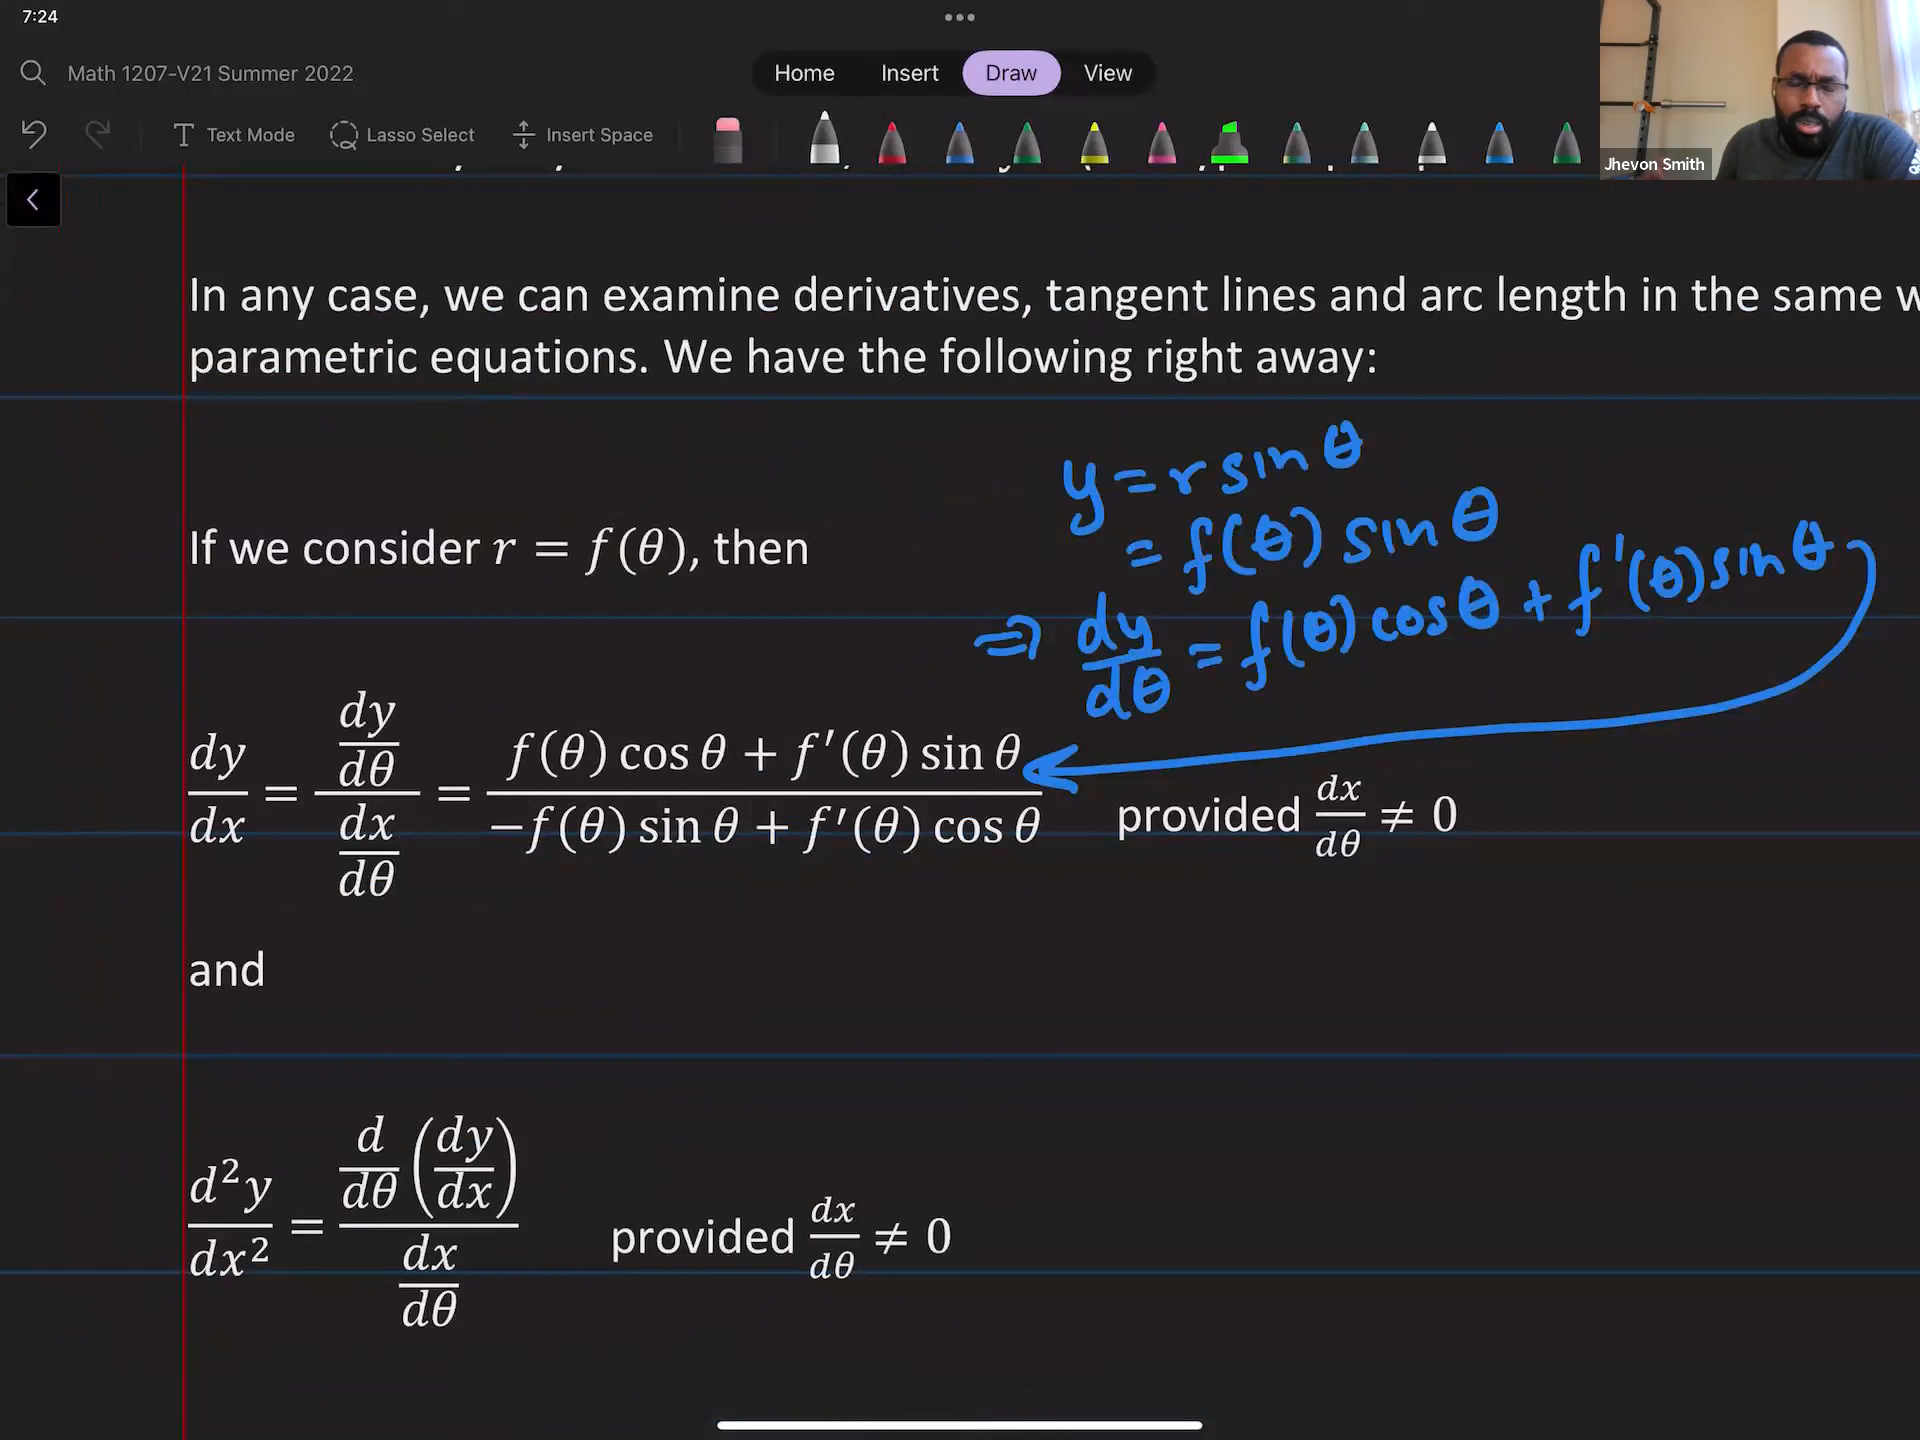 7:24
Math 1207-V21 Summer 2022
Home Insert Draw View
Text Mode Lasso Select Insert Space
Jhevon Smith
In any case, we can examine derivatives, tangent lines and arc length in the same w
parametric equations. We have the following right away:
y = r sin θ
= f(θ) sin θ
If we consider r = f(θ), then
⇒ dy/dθ = f(θ) cos θ + f'(θ) sin θ
dy/dx = (dy/dθ)/(dx/dθ) = (f(θ) cos θ + f'(θ) sin θ)/(−f(θ) sin θ + f'(θ) cos θ) provided dx/dθ ≠ 0
and
d²y/dx² = (d/dθ (dy/dx))/(dx/dθ) provided dx/dθ ≠ 0